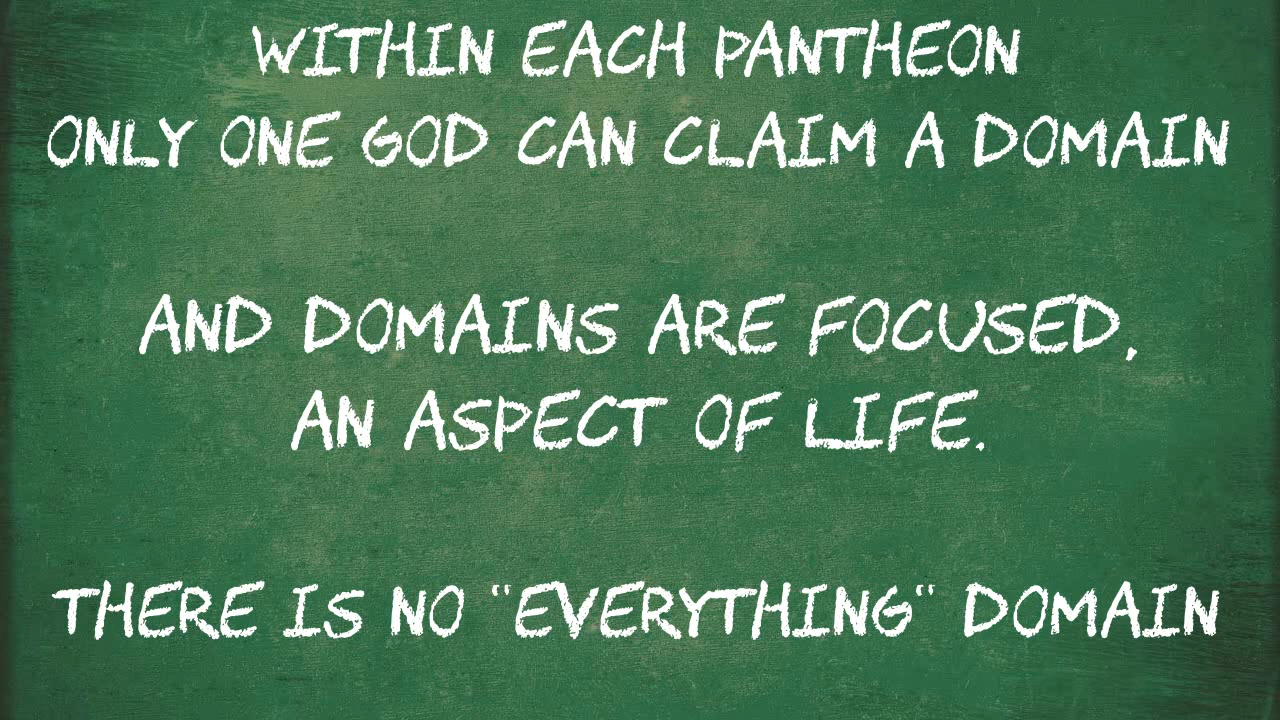 WITHIN EACH PANTHEON
ONLY ONE GOD CAN CLAIM A DOMAIN
AND DOMAINS ARE FOCUSED,
AN ASPECT OF LIFE.
THERE IS NO "EVERYTHING" DOMAIN